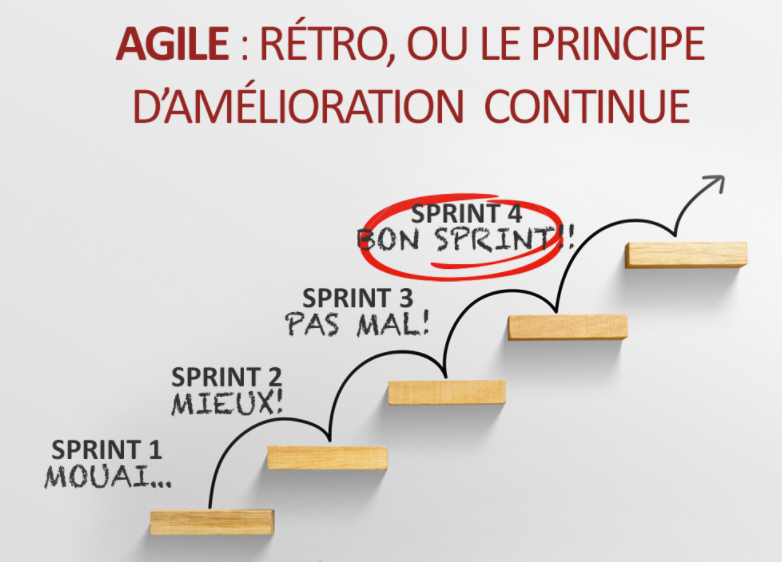 AGILE : RÉTRO, OU LE PRINCIPE
D'AMÉLIORATION CONTINUE
SPRINT 4
BON SPRINT!!
SPRINT 3
PAS MAL!
SPRINT 2
MIEUX!
SPRINT 1
MOUAI...